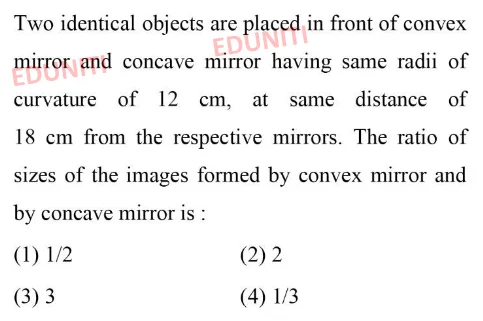 Two identical objects are placed in front of convex
mirror and concave mirror having same radii of
curvature of 12 cm, at same distance of
18 cm from the respective mirrors. The ratio of
sizes of the images formed by convex mirror and
by concave mirror is :
(1) 1/2 (2) 2
(3) 3 (4) 1/3
EDUNITI
EDUNITI